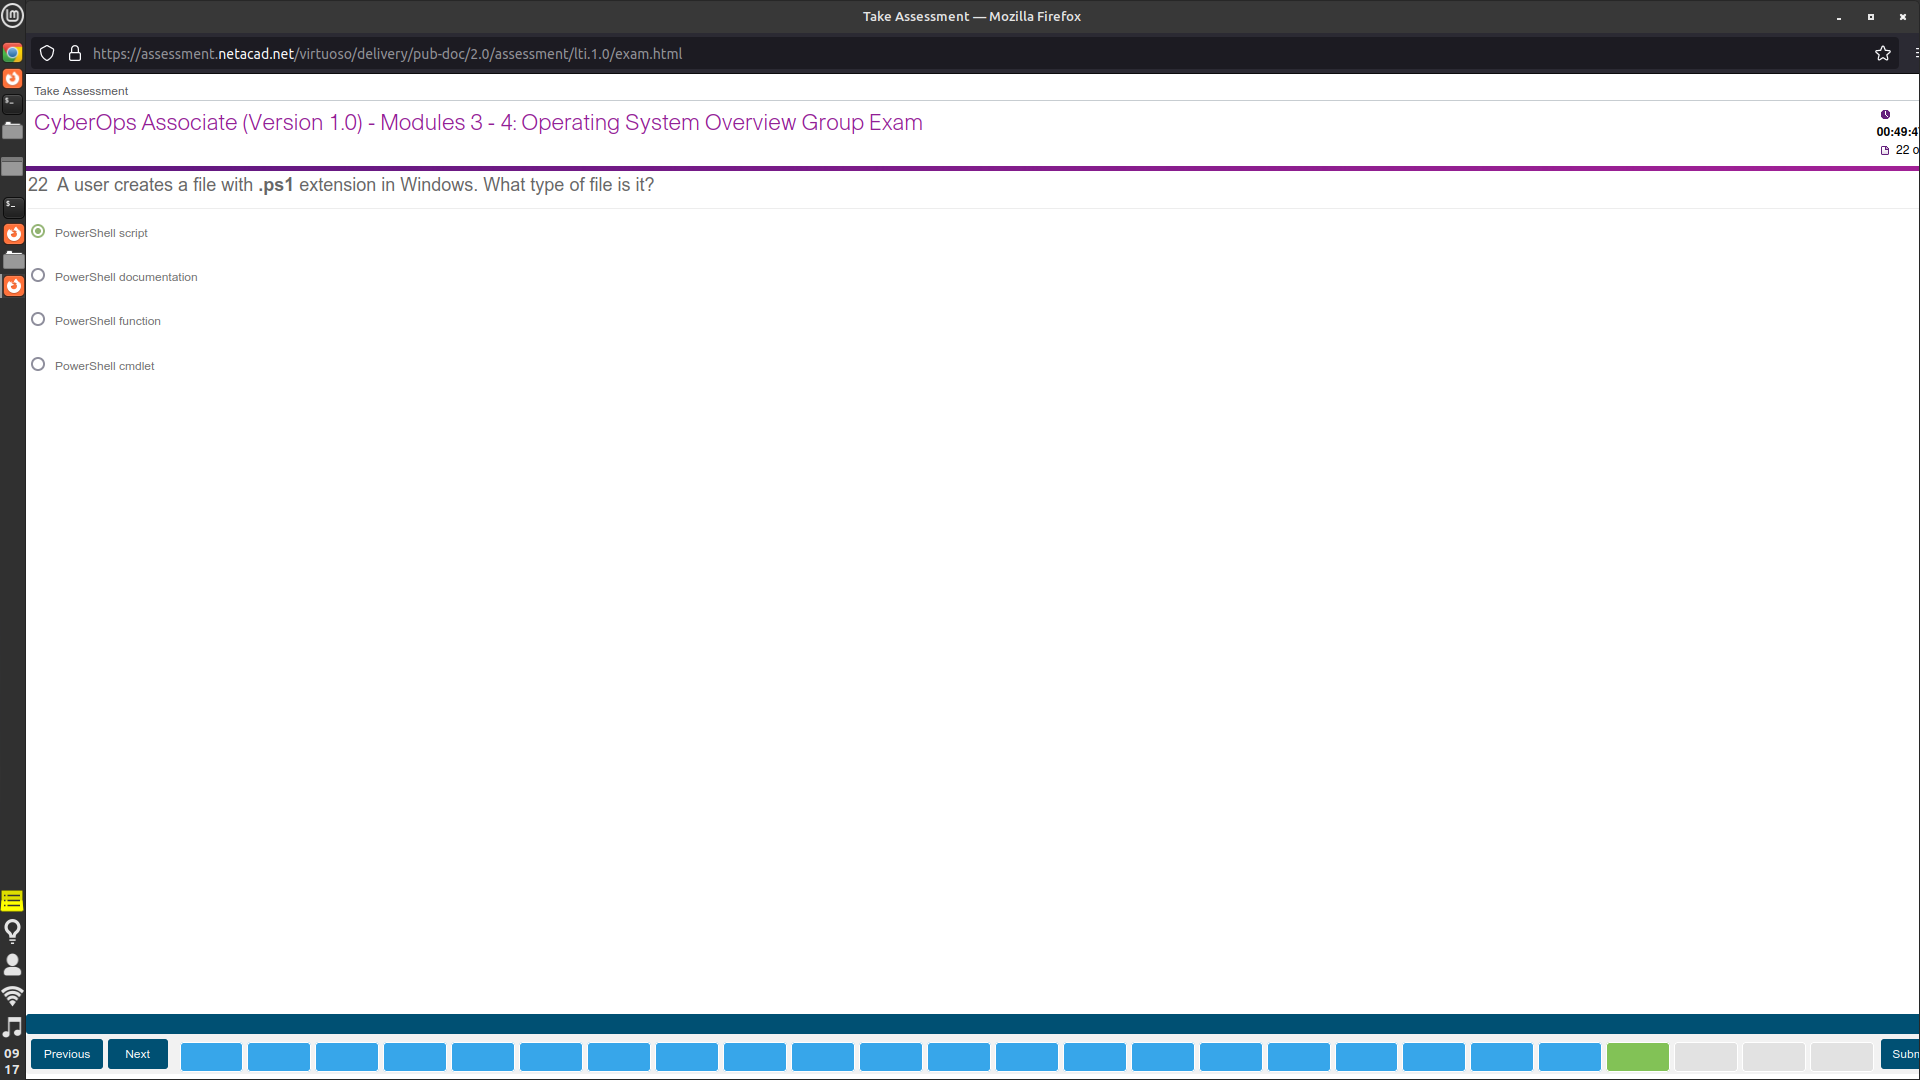 Take Assessment — Mozilla Firefox
https://assessment.netacad.net/virtuoso/delivery/pub-doc/2.0/assessment/lti.1.0/exam.html
Take Assessment
CyberOps Associate (Version 1.0) - Modules 3 - 4: Operating System Overview Group Exam
00:49:4
22 o
22 A user creates a file with .ps1 extension in Windows. What type of file is it?
PowerShell script
PowerShell documentation
PowerShell function
PowerShell cmdlet
Previous
Next
Subm
09
17